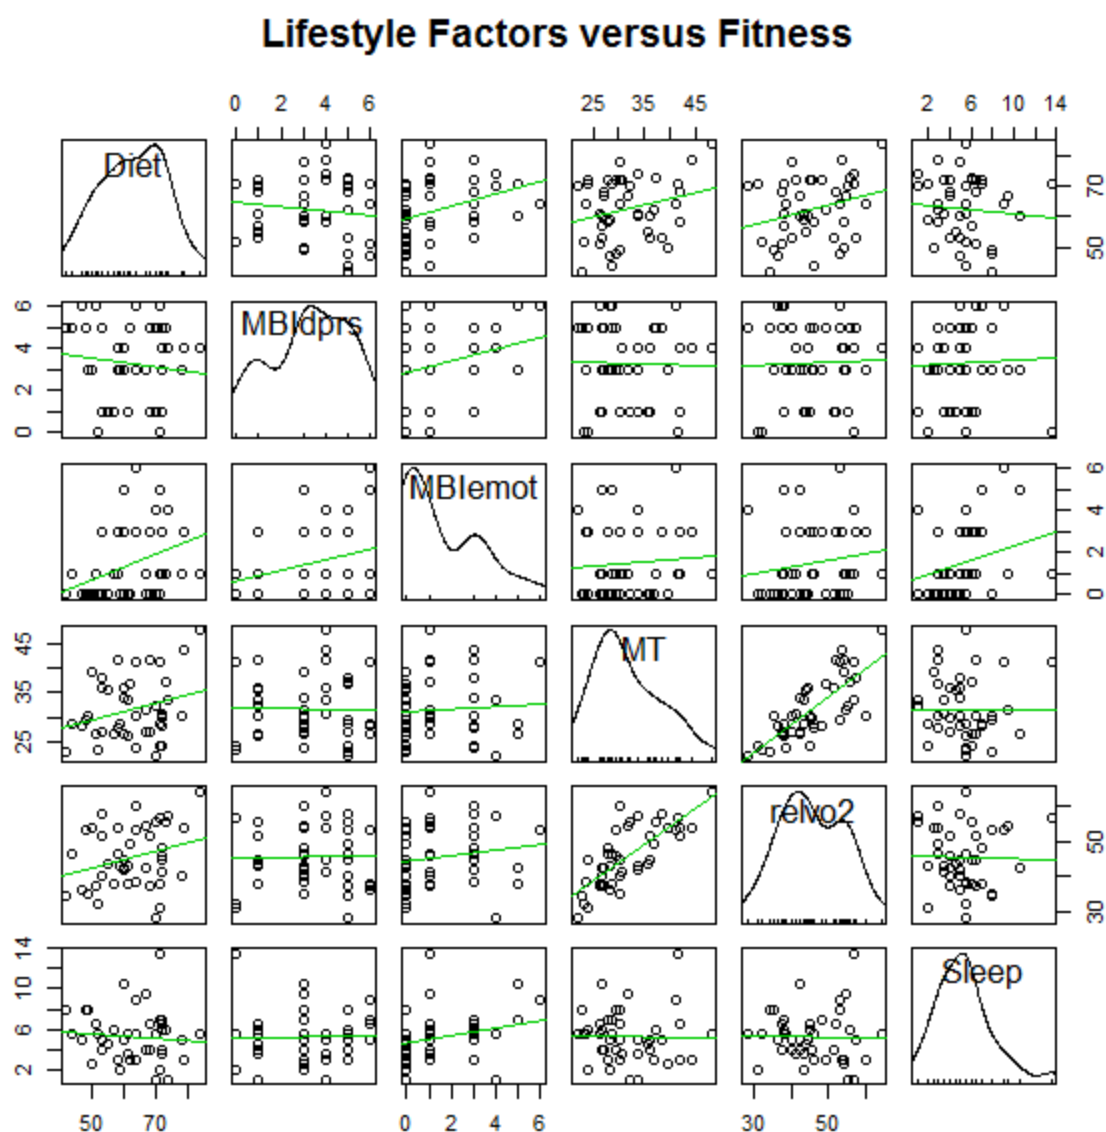 Lifestyle Factors versus Fitness
0 2 4 6 25 35 45 2 6 10 14
Diet
50 70
MBIdprs
0 2 4 6
MBIemot
0 2 4 6
MT
25 35 45
relvo2
30 50
Sleep
2 6 10 14
50 70 0 2 4 6 30 50